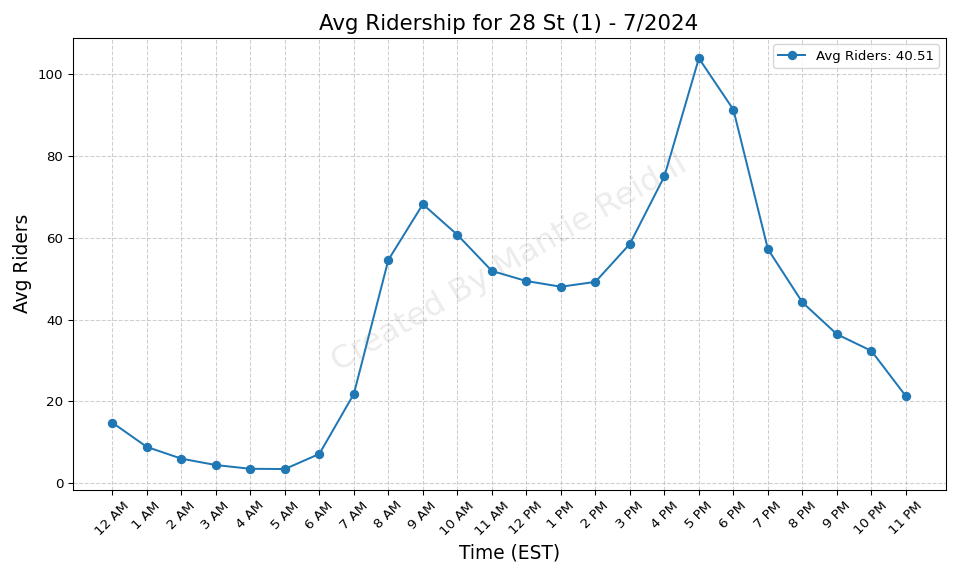 Avg Ridership for 28 St (1) - 7/2024
Avg Riders: 40.51
Avg Riders
100
80
60
40
20
0
12 AM
1 AM
2 AM
3 AM
4 AM
5 AM
6 AM
7 AM
8 AM
9 AM
10 AM
11 AM
12 PM
1 PM
2 PM
3 PM
4 PM
5 PM
6 PM
7 PM
8 PM
9 PM
10 PM
11 PM
Time (EST)
Created By Mantie Reid II